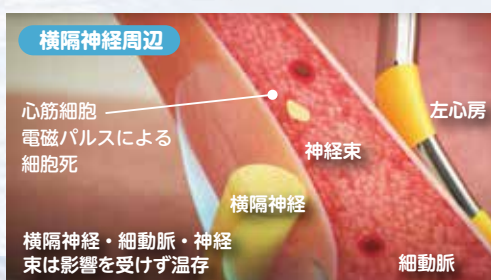 横隔神経周辺
心筋細胞
電磁パルスによる
細胞死
左心房
神経束
横隔神経
横隔神経・細動脈・神経
束は影響を受けず温存
細動脈